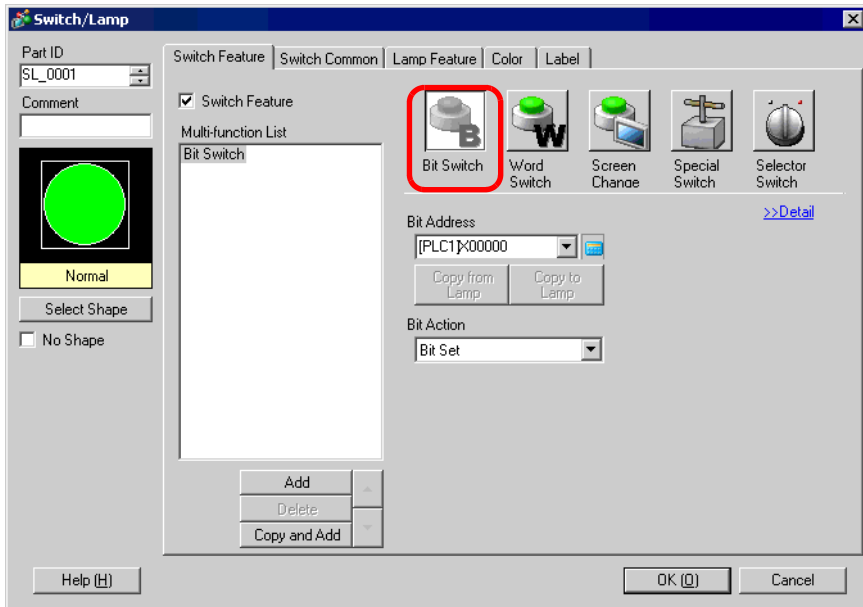 Switch/Lamp
Part ID
SL_0001
Comment
Normal
Select Shape
No Shape
Switch Feature
Switch Common
Lamp Feature
Color
Label
Switch Feature
Multi-function List
Bit Switch
Add
Delete
Copy and Add
B
Bit Switch
W
Word
Switch
Screen
Change
Special
Switch
Selector
Switch
>>Detail
Bit Address
[PLC1]X00000
Copy from
Lamp
Copy to
Lamp
Bit Action
Bit Set
Help (H)
OK (O)
Cancel